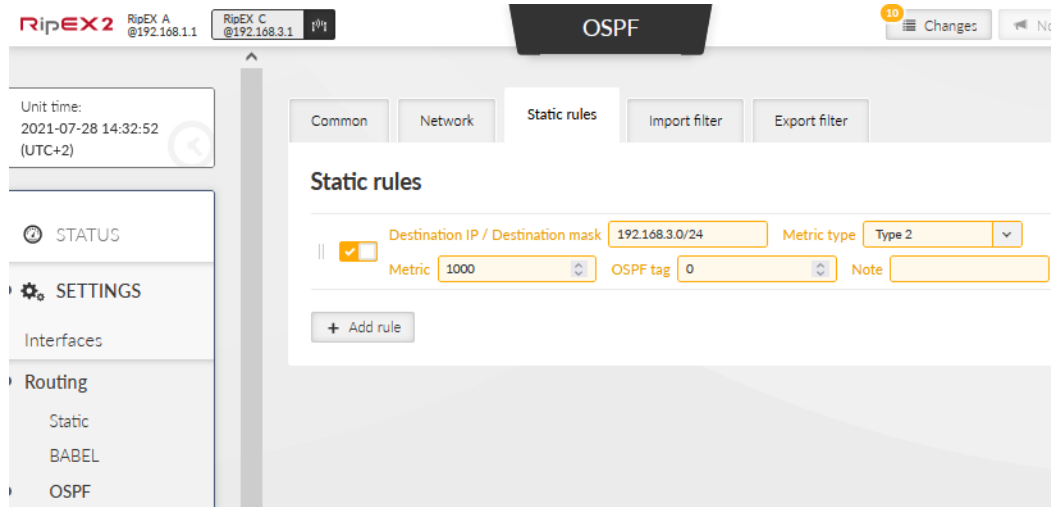 RipEX2 RipEX A @192.168.1.1 RipEX C @192.168.3.1
OSPF
10
Changes
Unit time:
2021-07-28 14:32:52
(UTC+2)
STATUS
SETTINGS
Interfaces
Routing
Static
BABEL
OSPF
Common Network Static rules Import filter Export filter
Static rules
Destination IP / Destination mask 192.168.3.0/24 Metric type Type 2
Metric 1000 OSPF tag 0 Note
+ Add rule